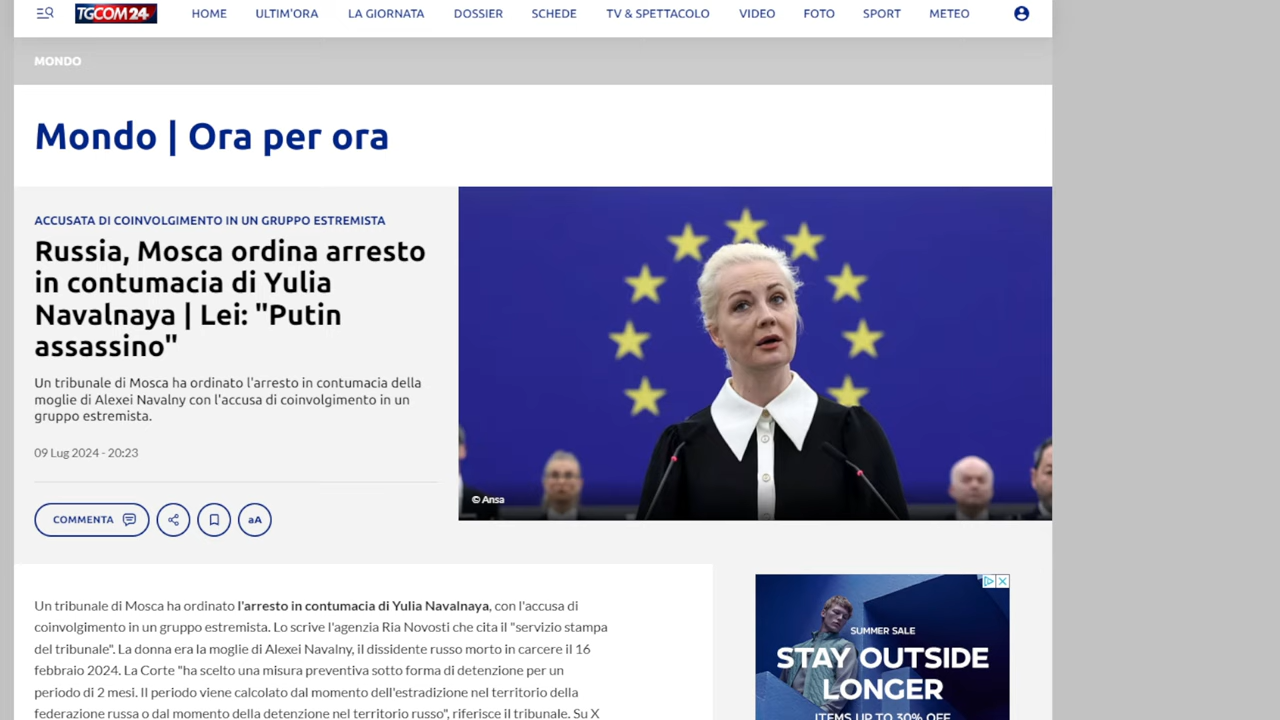 TGCOM24 HOME ULTIM'ORA LA GIORNATA DOSSIER SCHEDE TV & SPETTACOLO VIDEO FOTO SPORT METEO
MONDO
Mondo | Ora per ora
ACCUSATA DI COINVOLGIMENTO IN UN GRUPPO ESTREMISTA
Russia, Mosca ordina arresto
in contumacia di Yulia
Navalnaya | Lei: "Putin
assassino"
Un tribunale di Mosca ha ordinato l'arresto in contumacia della
moglie di Alexei Navalny con l'accusa di coinvolgimento in un
gruppo estremista.
09 Lug 2024 - 20:23
© Ansa
COMMENTA aA
Un tribunale di Mosca ha ordinato l'arresto in contumacia di Yulia Navalnaya, con l'accusa di
coinvolgimento in un gruppo estremista. Lo scrive l'agenzia Ria Novosti che cita il "servizio stampa
del tribunale". La donna era la moglie di Alexei Navalny, il dissidente russo morto in carcere il 16
febbraio 2024. La Corte "ha scelto una misura preventiva sotto forma di detenzione per un
periodo di 2 mesi. Il periodo viene calcolato dal momento dell'estradizione nel territorio della
federazione russa o dal momento della detenzione nel territorio russo", riferisce il tribunale. Su X
SUMMER SALE
STAY OUTSIDE
LONGER
ITEMS UP TO 30% OFF